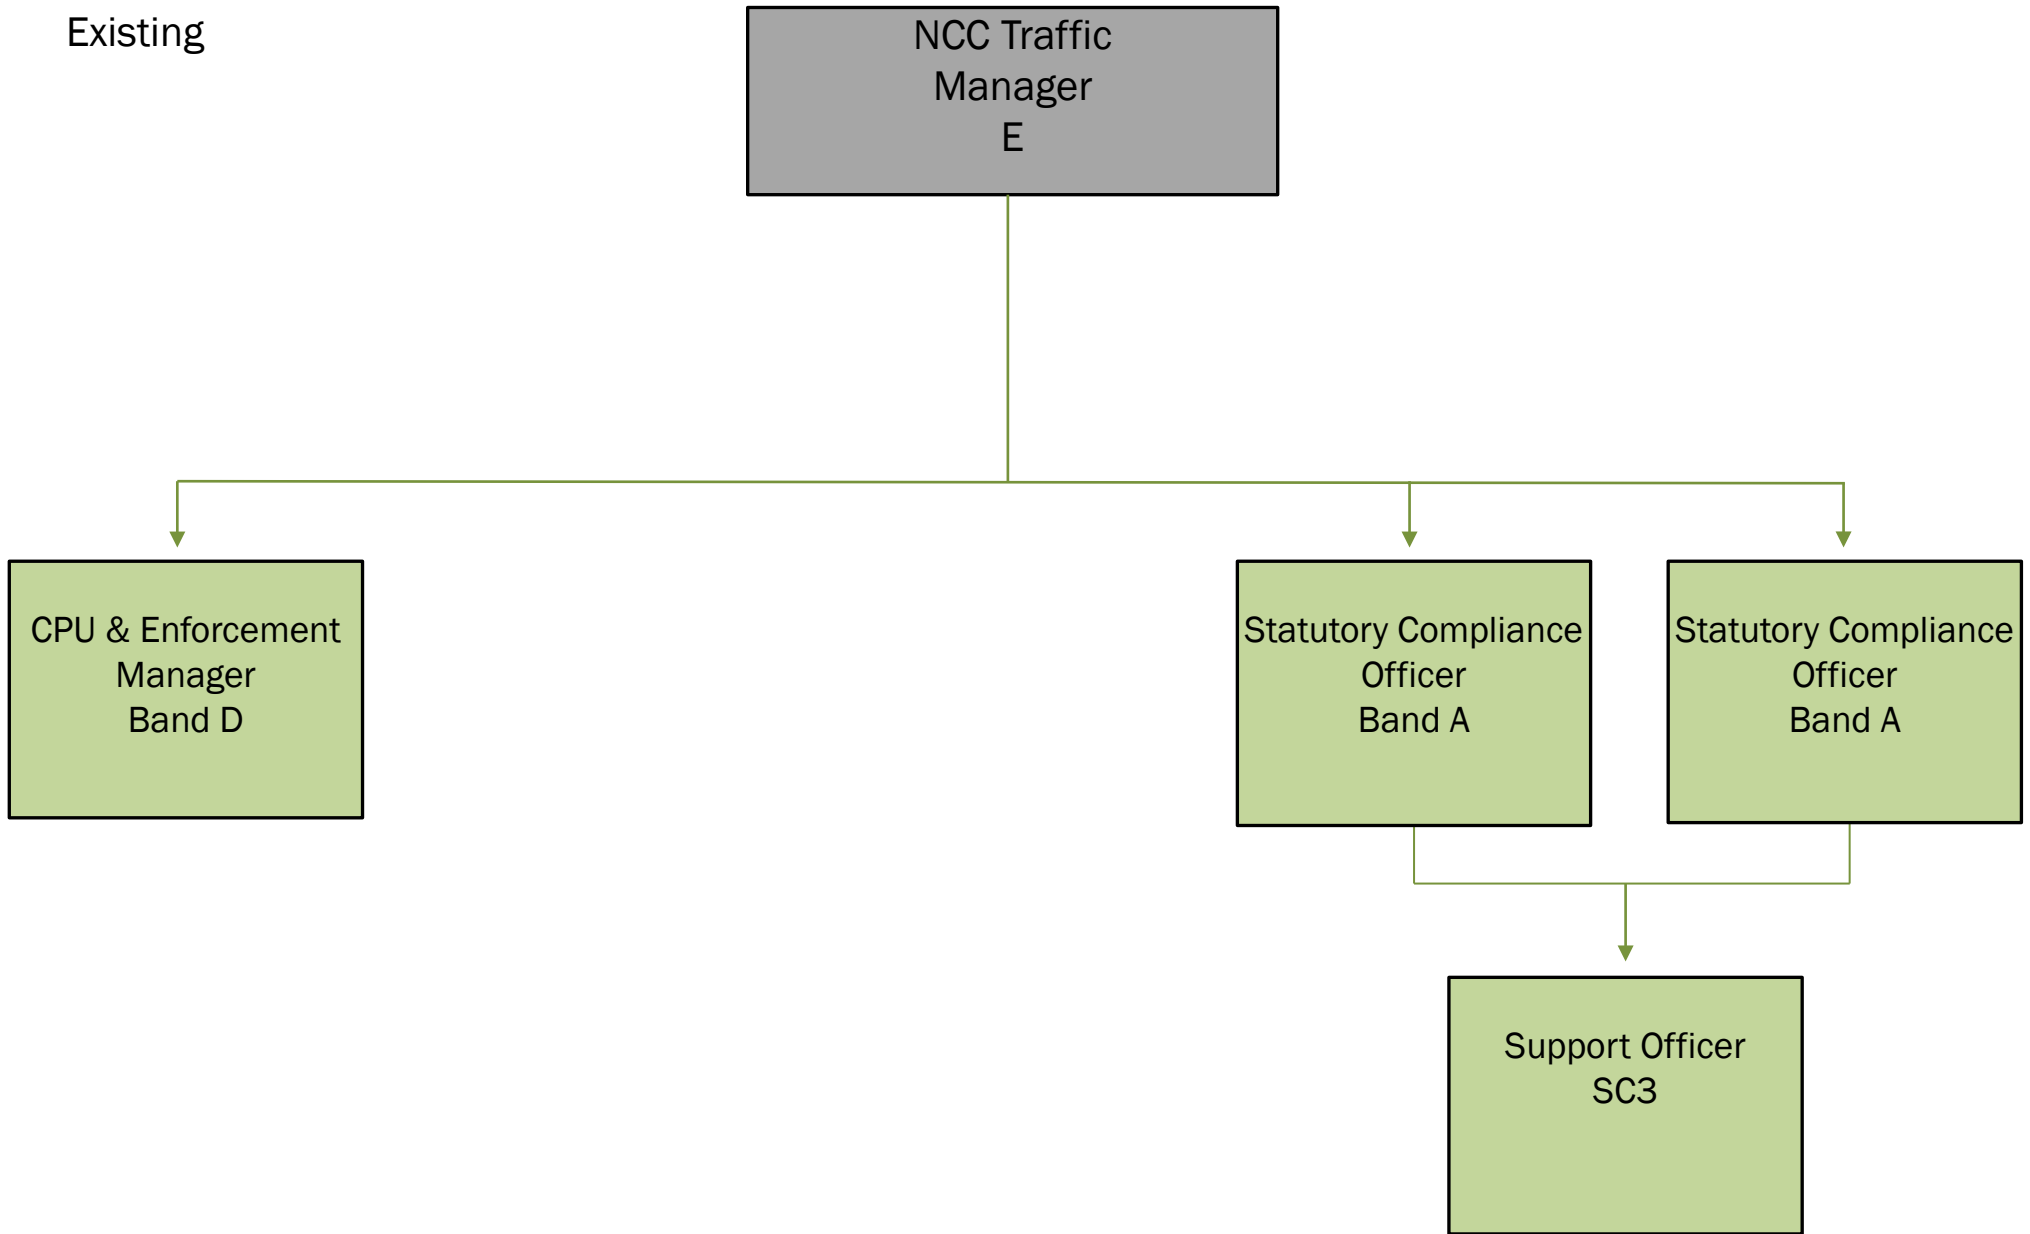 Existing
NCC Traffic
Manager
E
CPU & Enforcement
Manager
Band D
Statutory Compliance
Officer
Band A
Statutory Compliance
Officer
Band A
Support Officer
SC3